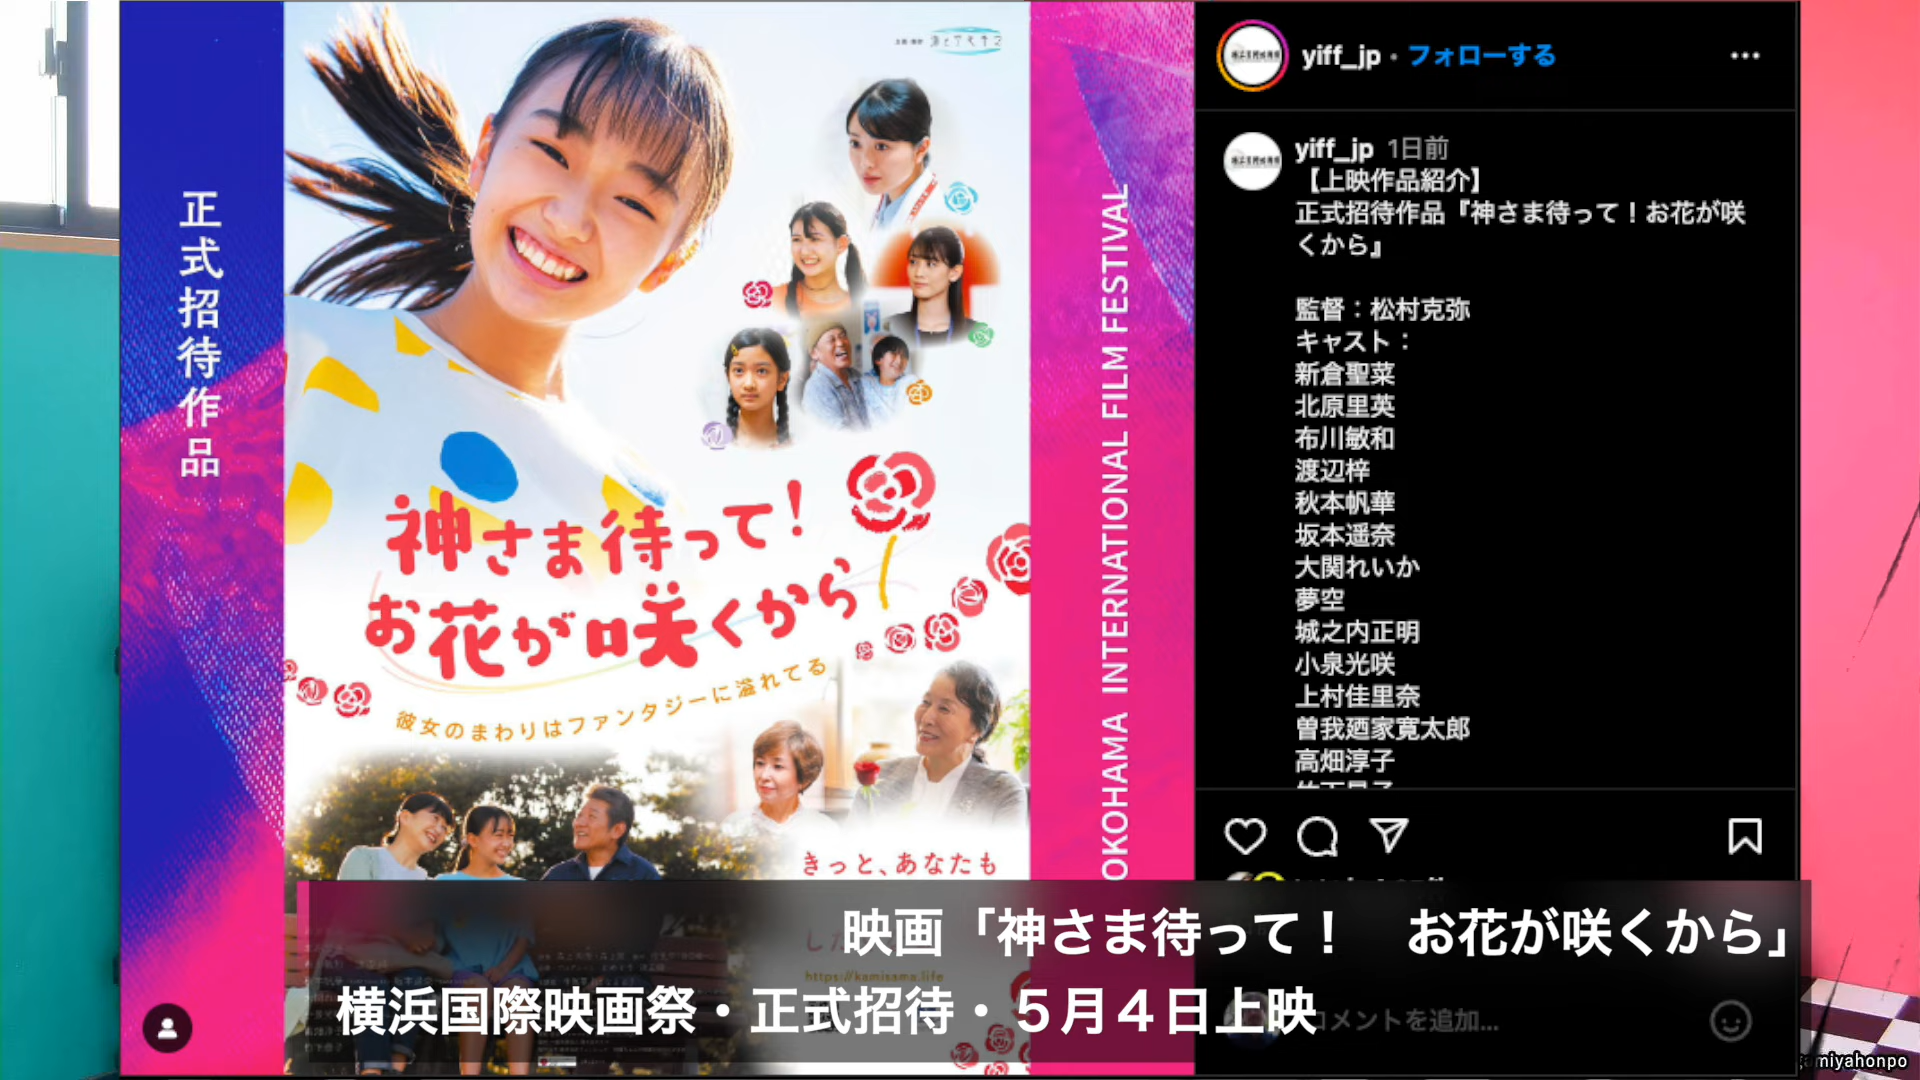 正式招待作品
神さま待って！
お花が咲くから
彼女のまわりはファンタジーに溢れてる
きっと、あなたも
https://kamisama.life
OKOHAMA INTERNATIONAL FILM FESTIVAL
yiff_jp・フォローする
yiff_jp 1日前
【上映作品紹介】
正式招待作品『神さま待って！お花が咲
くから』
監督：松村克弥
キャスト：
新倉聖菜
北原里英
布川敏和
渡辺梓
秋本帆華
坂本遥奈
大関れいか
夢空
城之内正明
小泉光咲
上村佳里奈
曽我廼家寛太郎
高畑淳子
コメントを追加...
映画「神さま待って！　お花が咲くから」
横浜国際映画祭・正式招待・５月４日上映
gamiyahonpo